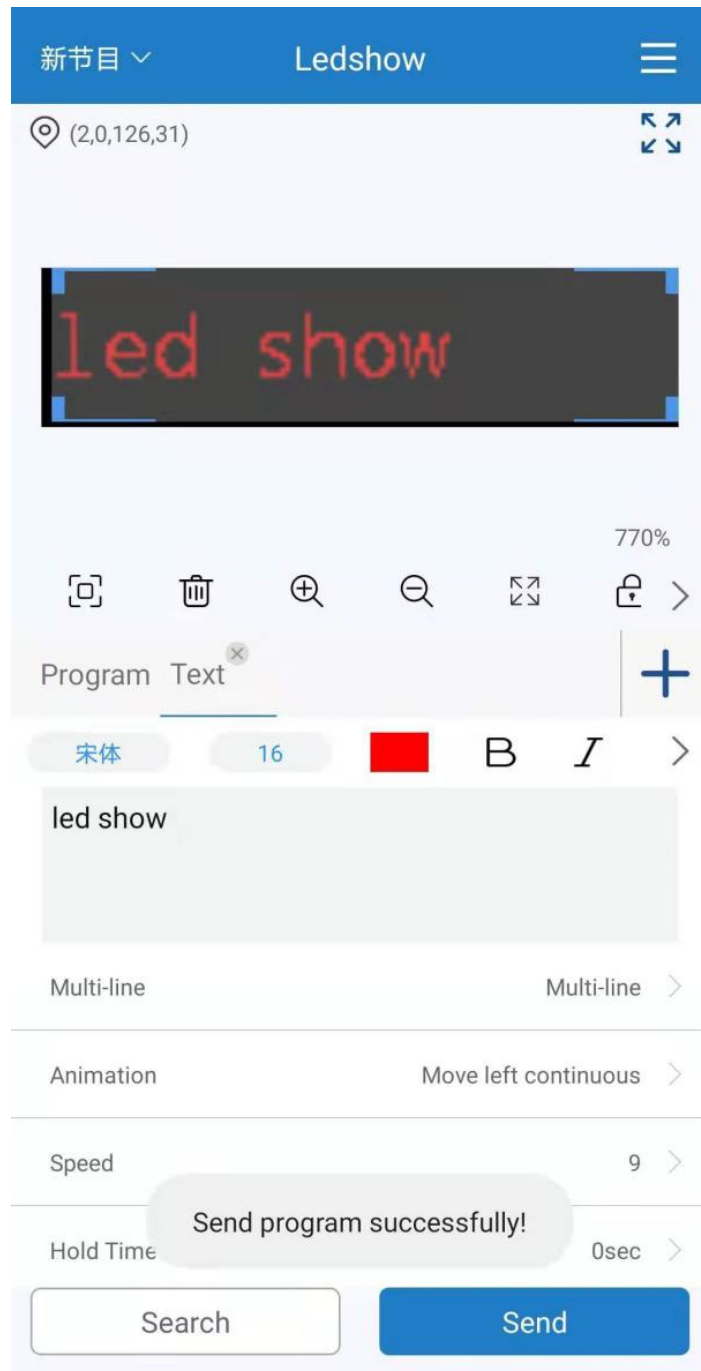 新节目 Ledshow
(2,0,126,31)
led show
770%
Program Text
宋体 16 B I
led show
Multi-line Multi-line
Animation Move left continuous
Speed 9
Send program successfully!
Hold Time 0sec
Search Send